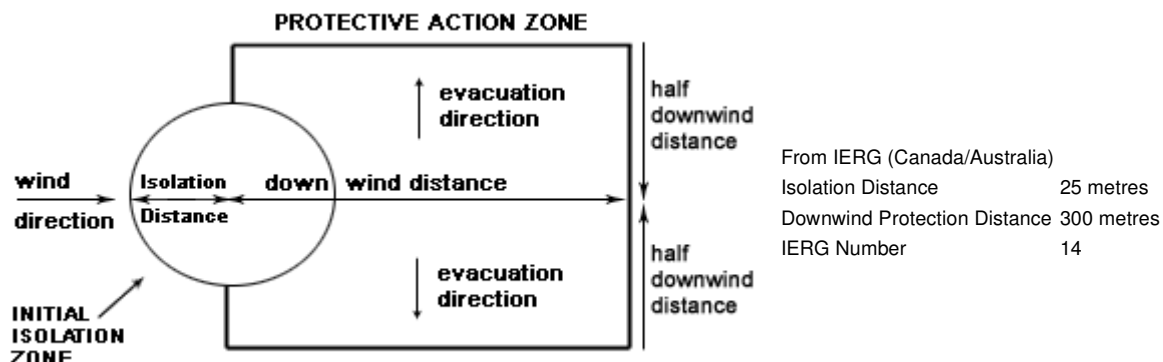 PROTECTIVE ACTION ZONE
evacuation
direction
half
downwind
distance
wind
direction
Isolation
Distance
down wind distance
evacuation
direction
half
downwind
distance
INITIAL
ISOLATION
ZONE
From IERG (Canada/Australia)
Isolation Distance 25 metres
Downwind Protection Distance 300 metres
IERG Number 14